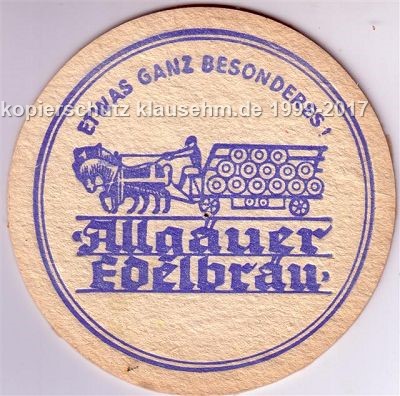 ETWAS GANZ BESONDERES!
kopierschutz klausehm.de 1999-2017
·Allgäuer
Edelbräu·